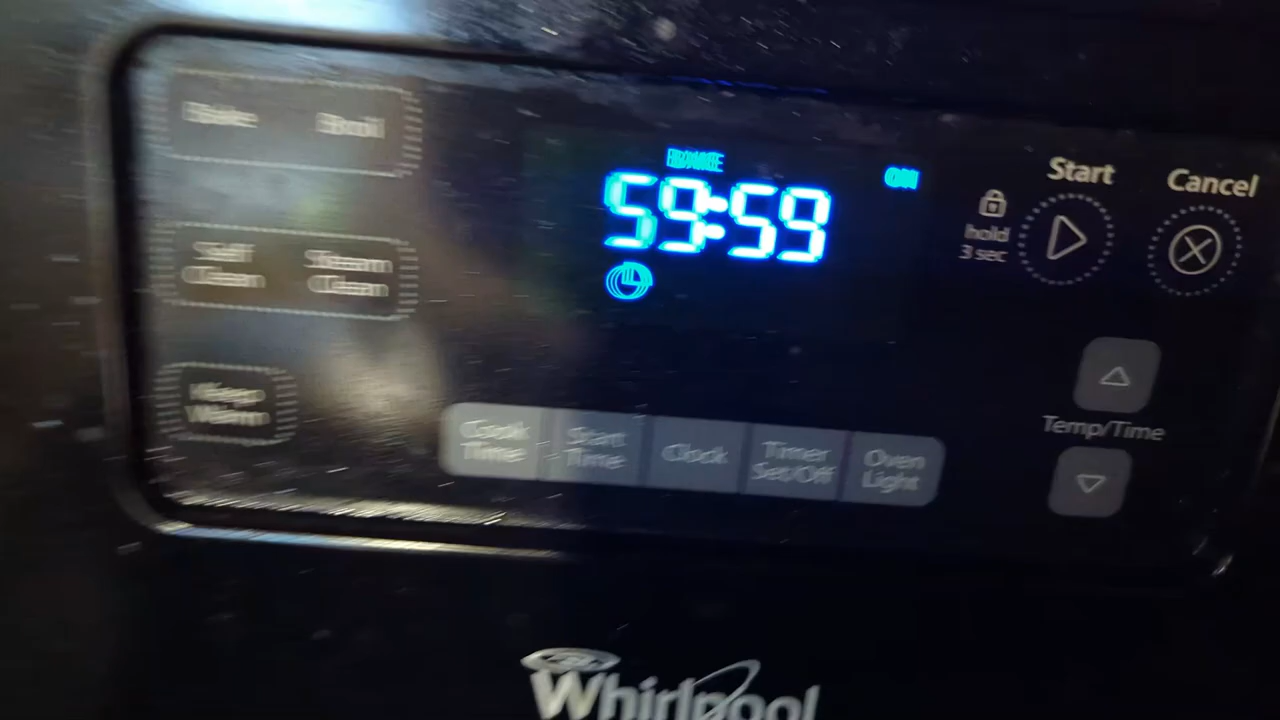 Bake Broil
Self
Clean
Steam
Clean
Keep
Warm
59:59
ON
hold
3 sec
Start
Cancel
Cook
Time
Start
Time
Clock
Timer
Set/Off
Oven
Light
Temp/Time
Whirlpool